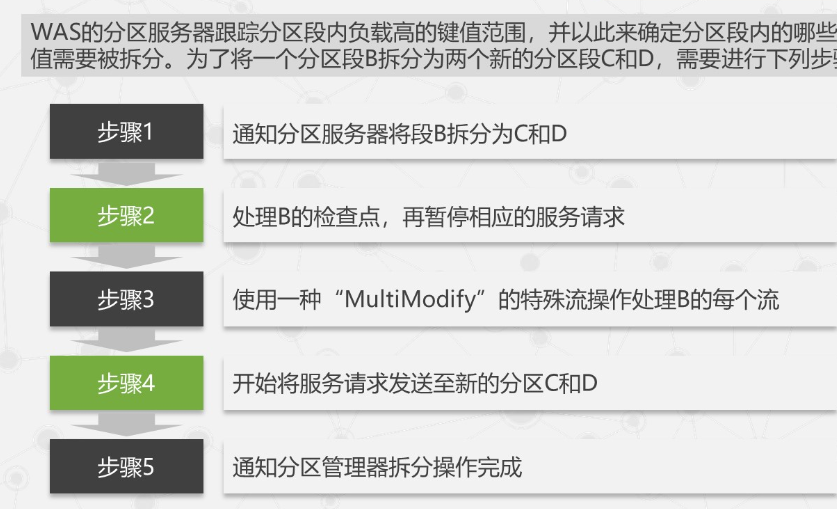 WAS的分区服务器跟踪分区段内负载高的键值范围，并以此来确定分区段内的哪些
值需要被拆分。为了将一个分区段B拆分为两个新的分区段C和D，需要进行下列步
步骤1
通知分区服务器将段B拆分为C和D
步骤2
处理B的检查点，再暂停相应的服务请求
步骤3
使用一种“MultiModify”的特殊流操作处理B的每个流
步骤4
开始将服务请求发送至新的分区C和D
步骤5
通知分区管理器拆分操作完成